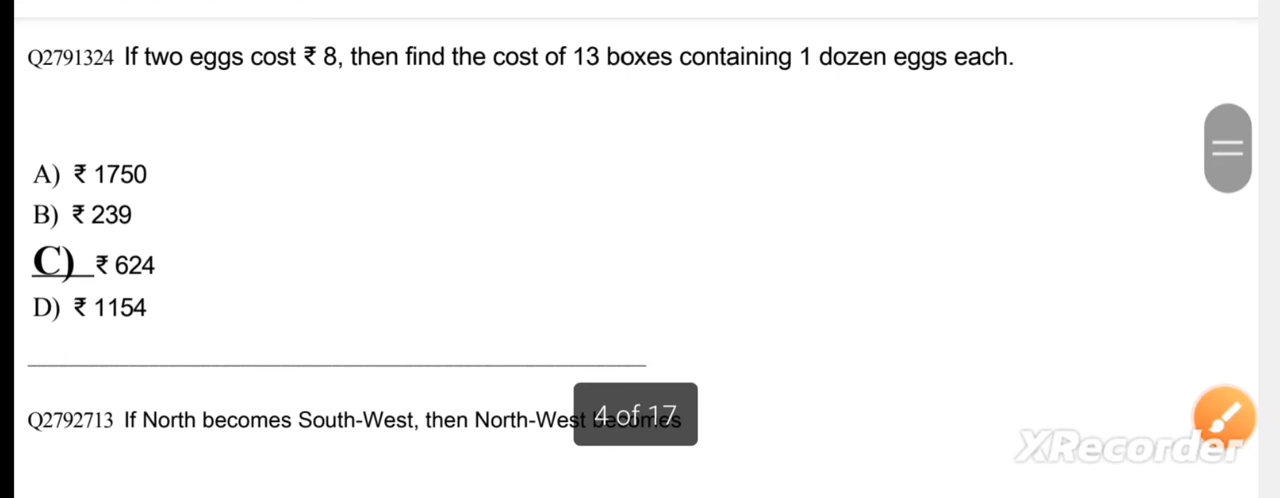 Q2791324 If two eggs cost ₹ 8, then find the cost of 13 boxes containing 1 dozen eggs each.
A) ₹ 1750
B) ₹ 239
C) ₹ 624
D) ₹ 1154
Q2792713 If North becomes South-West, then North-West becomes
4 of 17
XRecorder